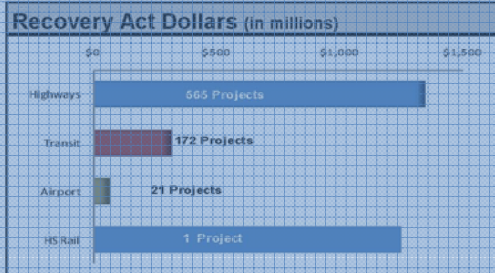 Recovery Act Dollars (in millions)
$0 $500 $1,000 $1,500
Highways 665 Projects
Transit 172 Projects
Airport 21 Projects
HS Rail 1 Project